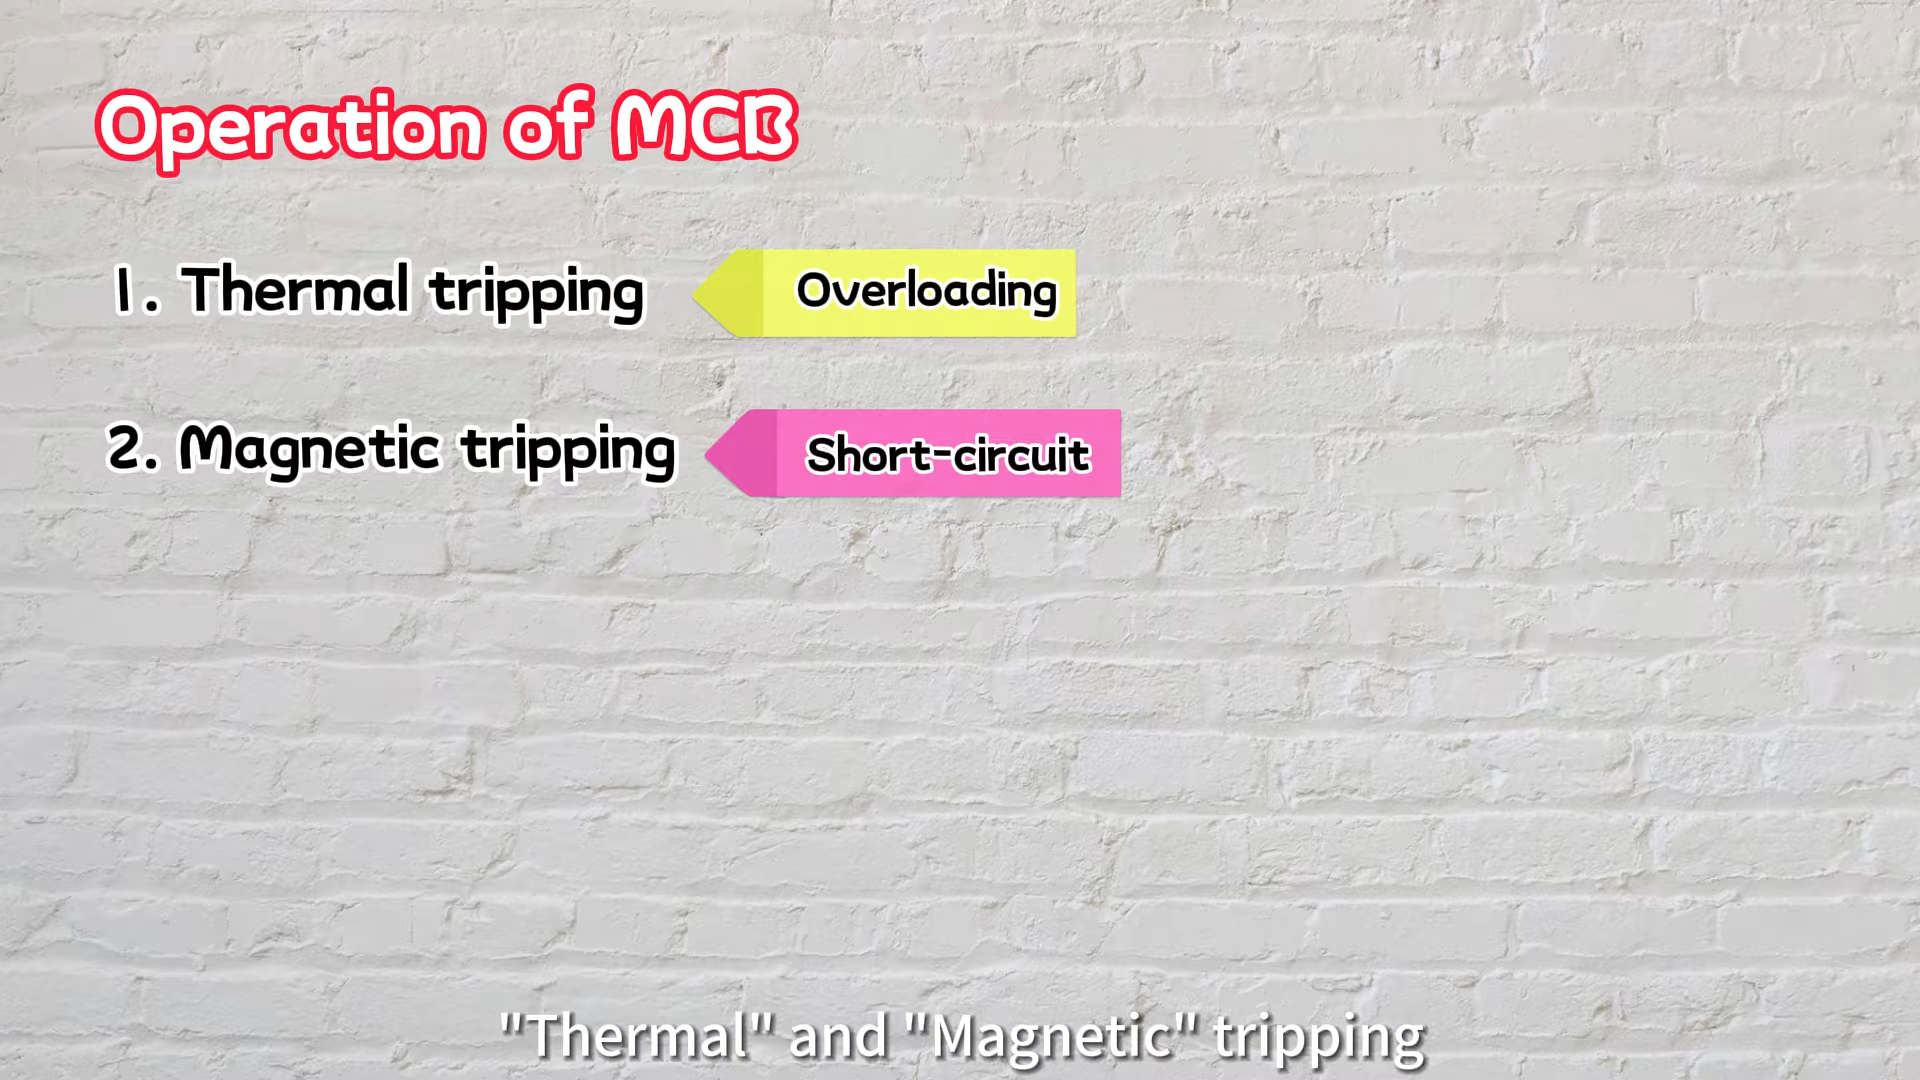 Operation of MCB
1. Thermal tripping
Overloading
2. Magnetic tripping
Short-circuit
"Thermal" and "Magnetic" tripping